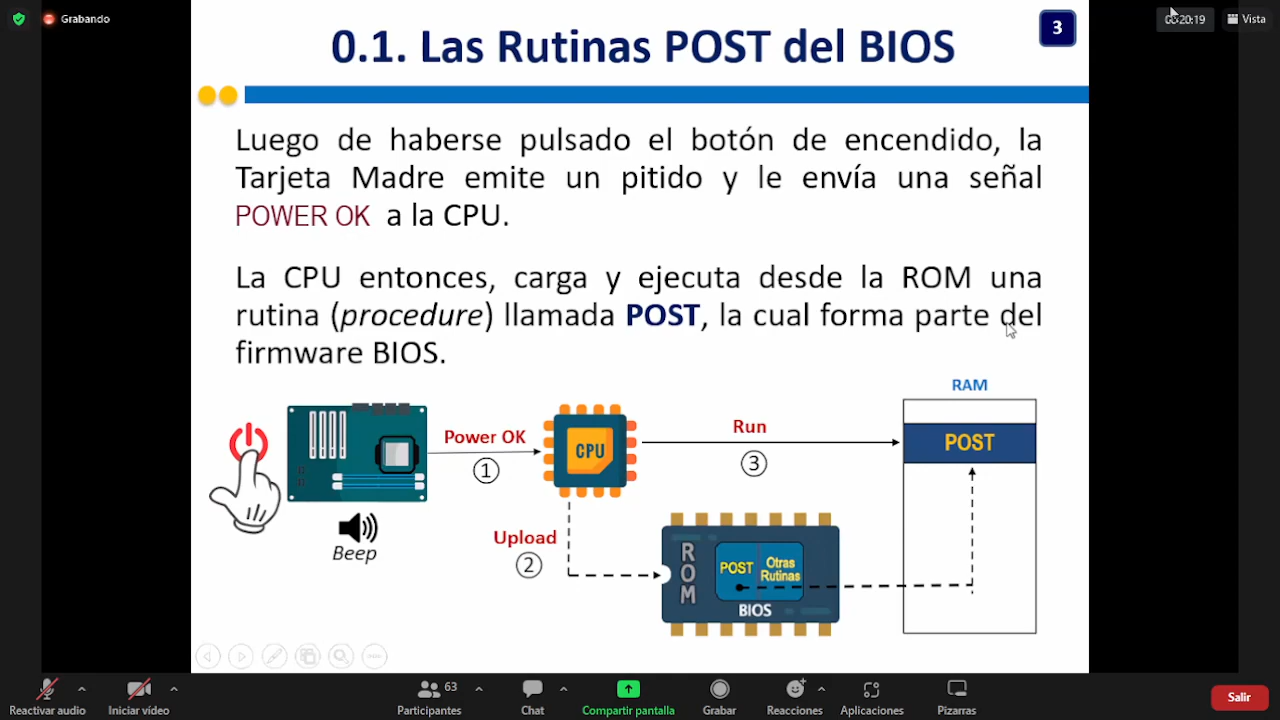 Grabando
00:20:19
Vista
0.1. Las Rutinas POST del BIOS
3
Luego de haberse pulsado el botón de encendido, la
Tarjeta Madre emite un pitido y le envía una señal
POWER OK a la CPU.
La CPU entonces, carga y ejecuta desde la ROM una
rutina (procedure) llamada POST, la cual forma parte del
firmware BIOS.
RAM
Power OK
1
CPU
Run
3
POST
Beep
Upload
2
ROM
POST
Otras
Rutinas
BIOS
63
Reactivar audio
Iniciar vídeo
Participantes
Chat
Compartir pantalla
Grabar
Reacciones
Aplicaciones
Pizarras
Salir